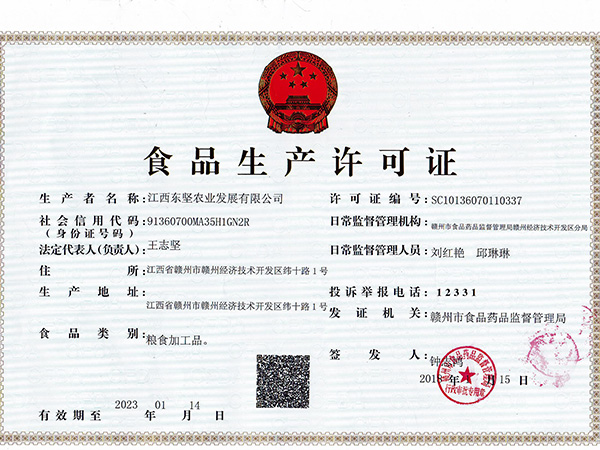 食品生产许可证
生产者名称:江西东坚农业发展有限公司
社会信用代码:91360700MA35H1GN2R
(身份证号码)
法定代表人(负责人):王志坚
住所:江西省赣州市赣州经济技术开发区纬十路1号
生产地址:江西省赣州市赣州经济技术开发区纬十路1号
食品类别:粮食加工品。
有效期至 2023 年 01 月 14 日
许可证编号:SC10136070110337
日常监督管理机构:赣州市食品药品监督管理局赣州经济技术开发区分局
日常监督管理人员:刘红艳 邱琳琳
投诉举报电话:12331
发证机关:赣州市食品药品监督管理局
签发人:钟
年 15日
行政审批专用章